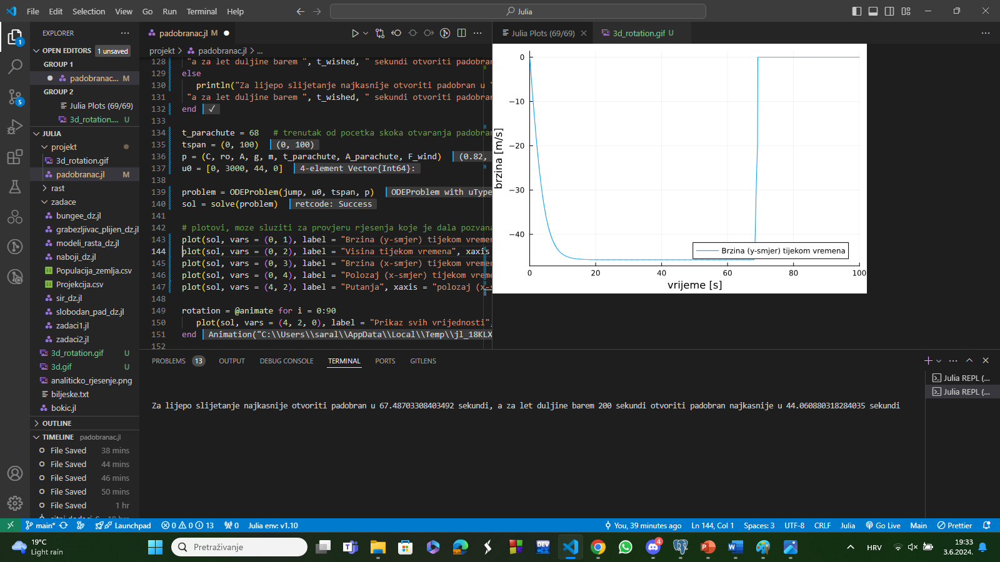 File Edit Selection View Go Run Terminal Help
Julia
EXPLORER
OPEN EDITORS 1 unsaved
GROUP 1
padobranac... M
GROUP 2
Julia Plots (69/69)
3d_rotation.... U
JULIA
projekt
3d_rotation.gif
padobranac.jl M
rast
zadace
bungee_dz.jl
grabezljivac_plijen_dz.jl
modeli_rasta_dz.jl
naboji_dz.jl
Populacija_zemlja.csv
Projekcija.csv
sir_dz.jl
slobodan_pad_dz.jl
zadaci1.jl
zadaci2.jl
3d_rotation.gif U
3d.gif U
analiticko_rjesenje.png
biljeske.txt
bokic.jl
OUTLINE
TIMELINE padobranac.jl
File Saved 38 mins
File Saved 44 mins
File Saved 46 mins
File Saved 50 mins
File Saved 1 hr
padobranac.jl M
projekt > padobranac.jl > ...
128 "a za let duljine barem ", t_wished, " sekundi otvoriti padobran
129 else
130 println("Za lijepo slijetanje najkasnije otvoriti padobran u "
131 "a za let duljine barem ", t_wished, " sekundi otvoriti padobran
132 end ✓
133
134 t_parachute = 68 # trenutak od pocetka skoka otvaranja padobran
135 tspan = (0, 100) (0, 100)
136 p = (C, ro, A, g, m, t_parachute, A_parachute, F_wind) (0.82,
137 u0 = [0, 3000, 44, 0] 4-element Vector{Int64}:
138
139 problem = ODEProblem(jump, u0, tspan, p) ODEProblem with uType
140 sol = solve(problem) retcode: Success
141
142 # plotovi, moze sluziti za provjeru rjesenja koje je dala pozvana
143 plot(sol, vars = (0, 1), label = "Brzina (y-smjer) tijekom vremen
144 plot(sol, vars = (0, 2), label = "Visina tijekom vremena", xaxis
145 plot(sol, vars = (0, 3), label = "Brzina (x-smjer) tijekom vremen
146 plot(sol, vars = (0, 4), label = "Polozaj (x-smjer) tijekom vreme
147 plot(sol, vars = (4, 2), label = "Putanja", xaxis = "polozaj (x-s
148
149 rotation = @animate for i = 0:90
150 plot(sol, vars = (4, 2, 0), label = "Prikaz svih vrijednosti",
151 end Animation("C:\\Users\\saral\\AppData\\Local\\Temp\\jl_18KLX
152
Julia Plots (69/69) 3d_rotation.gif U
0
−10
−20
−30
−40
brzina [m/s]
Brzina (y-smjer) tijekom vremena
0 20 40 60 80 100
vrijeme [s]
PROBLEMS 13 OUTPUT DEBUG CONSOLE TERMINAL PORTS GITLENS
Julia REPL (...
Julia REPL (...
Za lijepo slijetanje najkasnije otvoriti padobran u 67.48703308403492 sekundi, a za let duljine barem 200 sekundi otvoriti padobran najkasnije u 44.060880318284035 sekundi
main* Launchpad 0 0 13 0 Julia env: v1.10
You, 39 minutes ago Ln 144, Col 1 Spaces: 3 UTF-8 CRLF Julia Go Live Main Prettier
19°C
Light rain
Pretraživanje
HRV
19:33
3.6.2024.